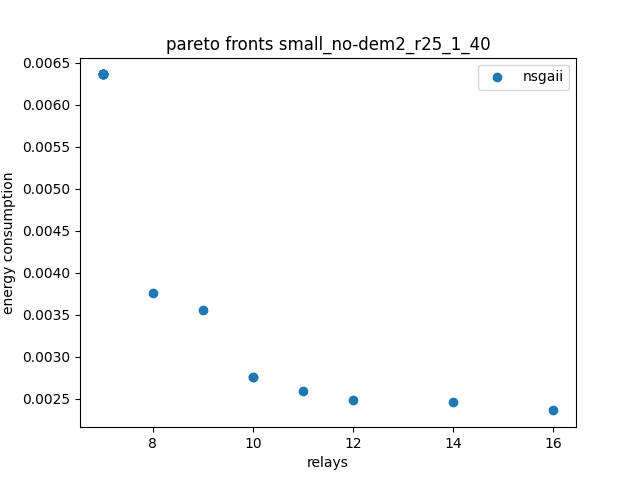 pareto fronts small_no-dem2_r25_1_40
nsgaii
energy consumption
0.0065
0.0060
0.0055
0.0050
0.0045
0.0040
0.0035
0.0030
0.0025
8 10 12 14 16
relays